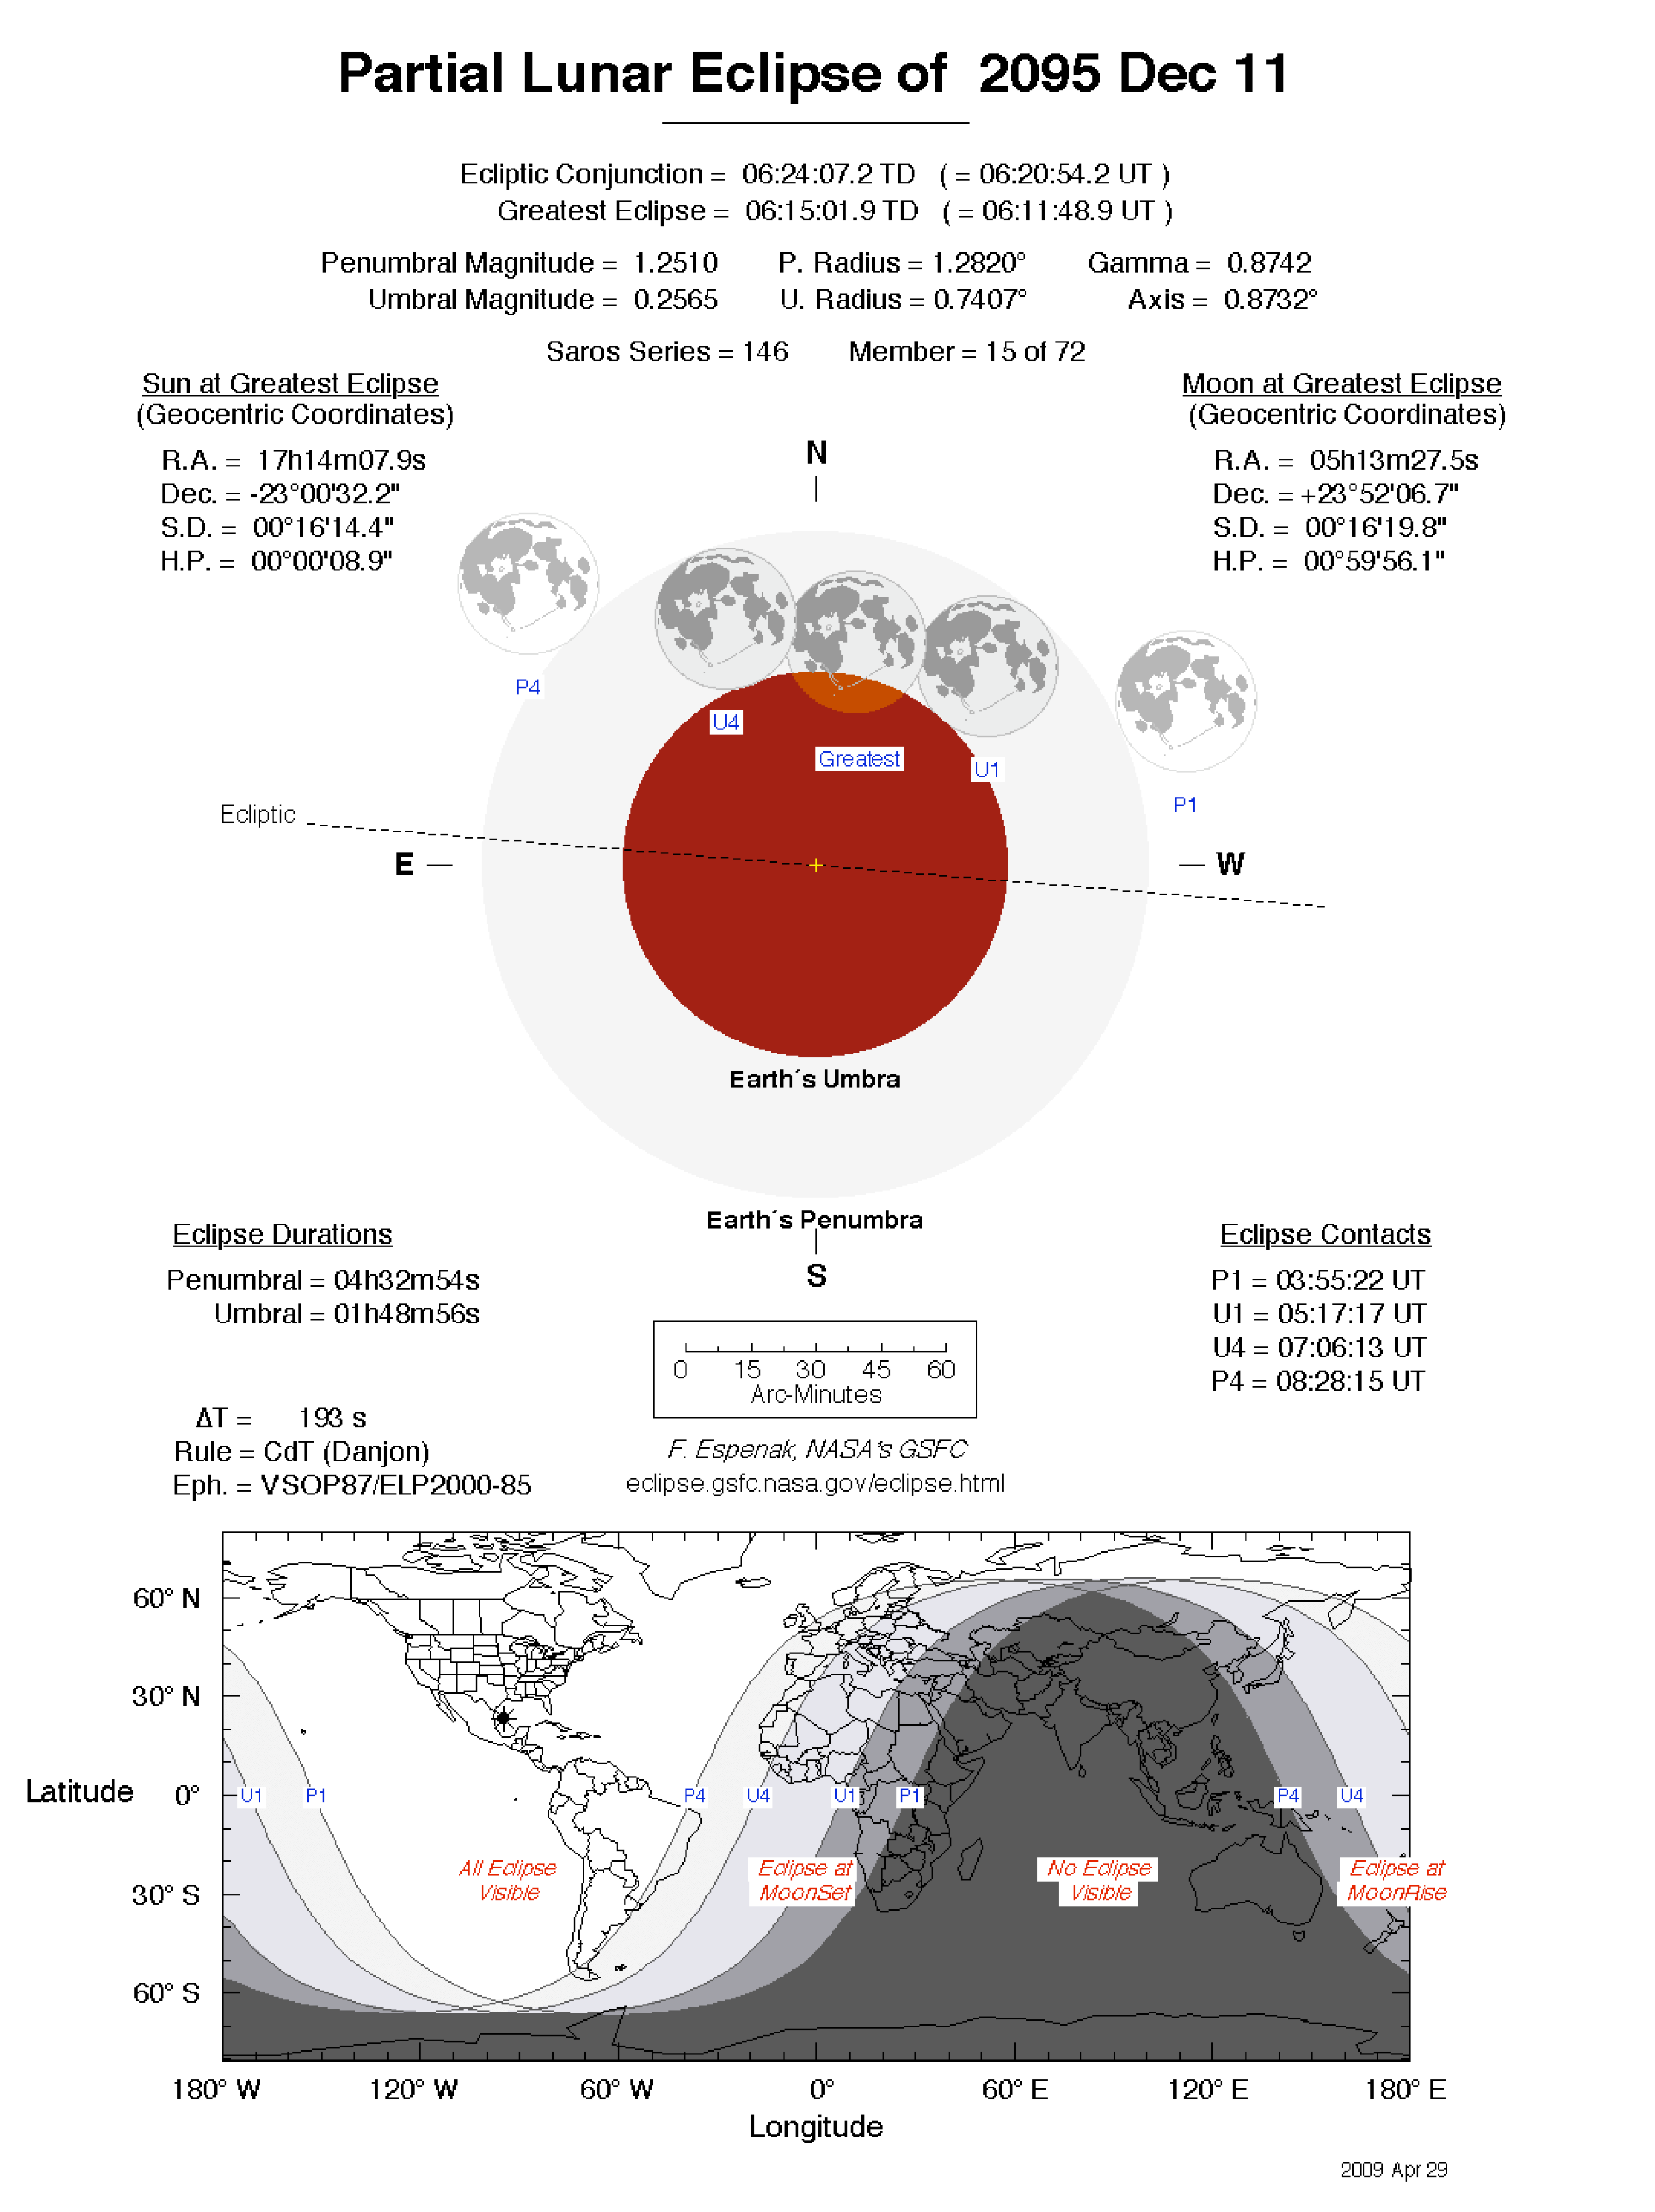 Partial Lunar Eclipse of 2095 Dec 11
Ecliptic Conjunction = 06:24:07.2 TD ( = 06:20:54.2 UT )
Greatest Eclipse = 06:15:01.9 TD ( = 06:11:48.9 UT )
Penumbral Magnitude = 1.2510 P. Radius = 1.2820° Gamma = 0.8742
Umbral Magnitude = 0.2565 U. Radius = 0.7407° Axis = 0.8732°
Saros Series = 146 Member = 15 of 72
Sun at Greatest Eclipse
(Geocentric Coordinates)
R.A. = 17h14m07.9s
Dec. = -23°00'32.2"
S.D. = 00°16'14.4"
H.P. = 00°00'08.9"
Moon at Greatest Eclipse
(Geocentric Coordinates)
R.A. = 05h13m27.5s
Dec. = +23°52'06.7"
S.D. = 00°16'19.8"
H.P. = 00°59'56.1"
N
P4
U4
Greatest
U1
P1
Ecliptic
E
W
Earth´s Umbra
Earth´s Penumbra
S
Eclipse Durations
Penumbral = 04h32m54s
Umbral = 01h48m56s
Eclipse Contacts
P1 = 03:55:22 UT
U1 = 05:17:17 UT
U4 = 07:06:13 UT
P4 = 08:28:15 UT
0 15 30 45 60
Arc-Minutes
ΔT = 193 s
Rule = CdT (Danjon)
Eph. = VSOP87/ELP2000-85
F. Espenak, NASA's GSFC
eclipse.gsfc.nasa.gov/eclipse.html
60° N
30° N
Latitude 0°
30° S
60° S
U1 P1 P4 U4 U1 P1 P4 U4
All Eclipse
Visible
Eclipse at
MoonSet
No Eclipse
Visible
Eclipse at
MoonRise
180° W 120° W 60° W 0° 60° E 120° E 180° E
Longitude
2009 Apr 29